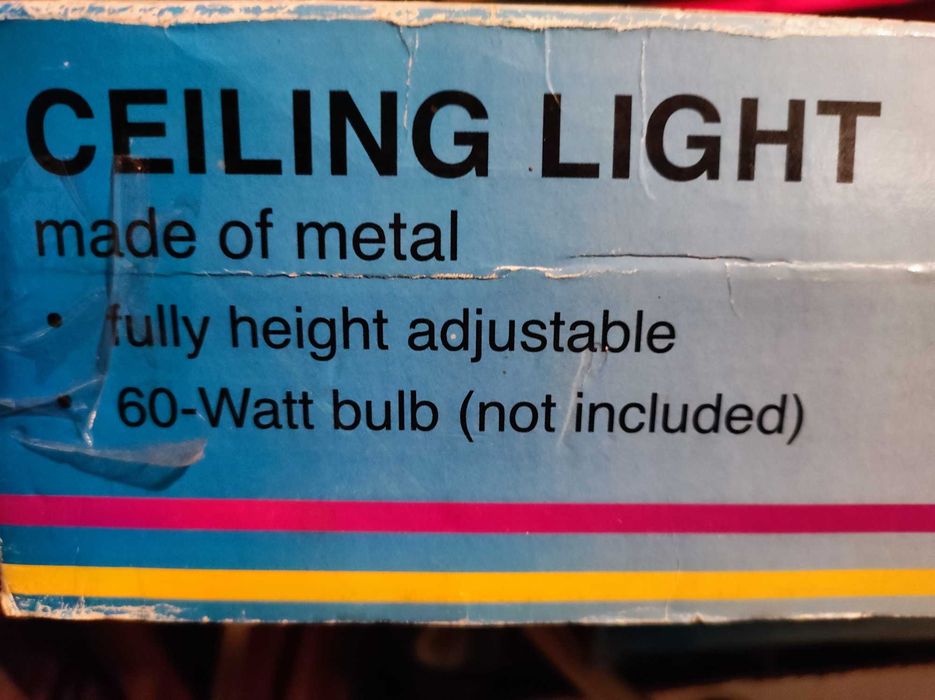 CEILING LIGHT
made of metal
• fully height adjustable
• 60-Watt bulb (not included)